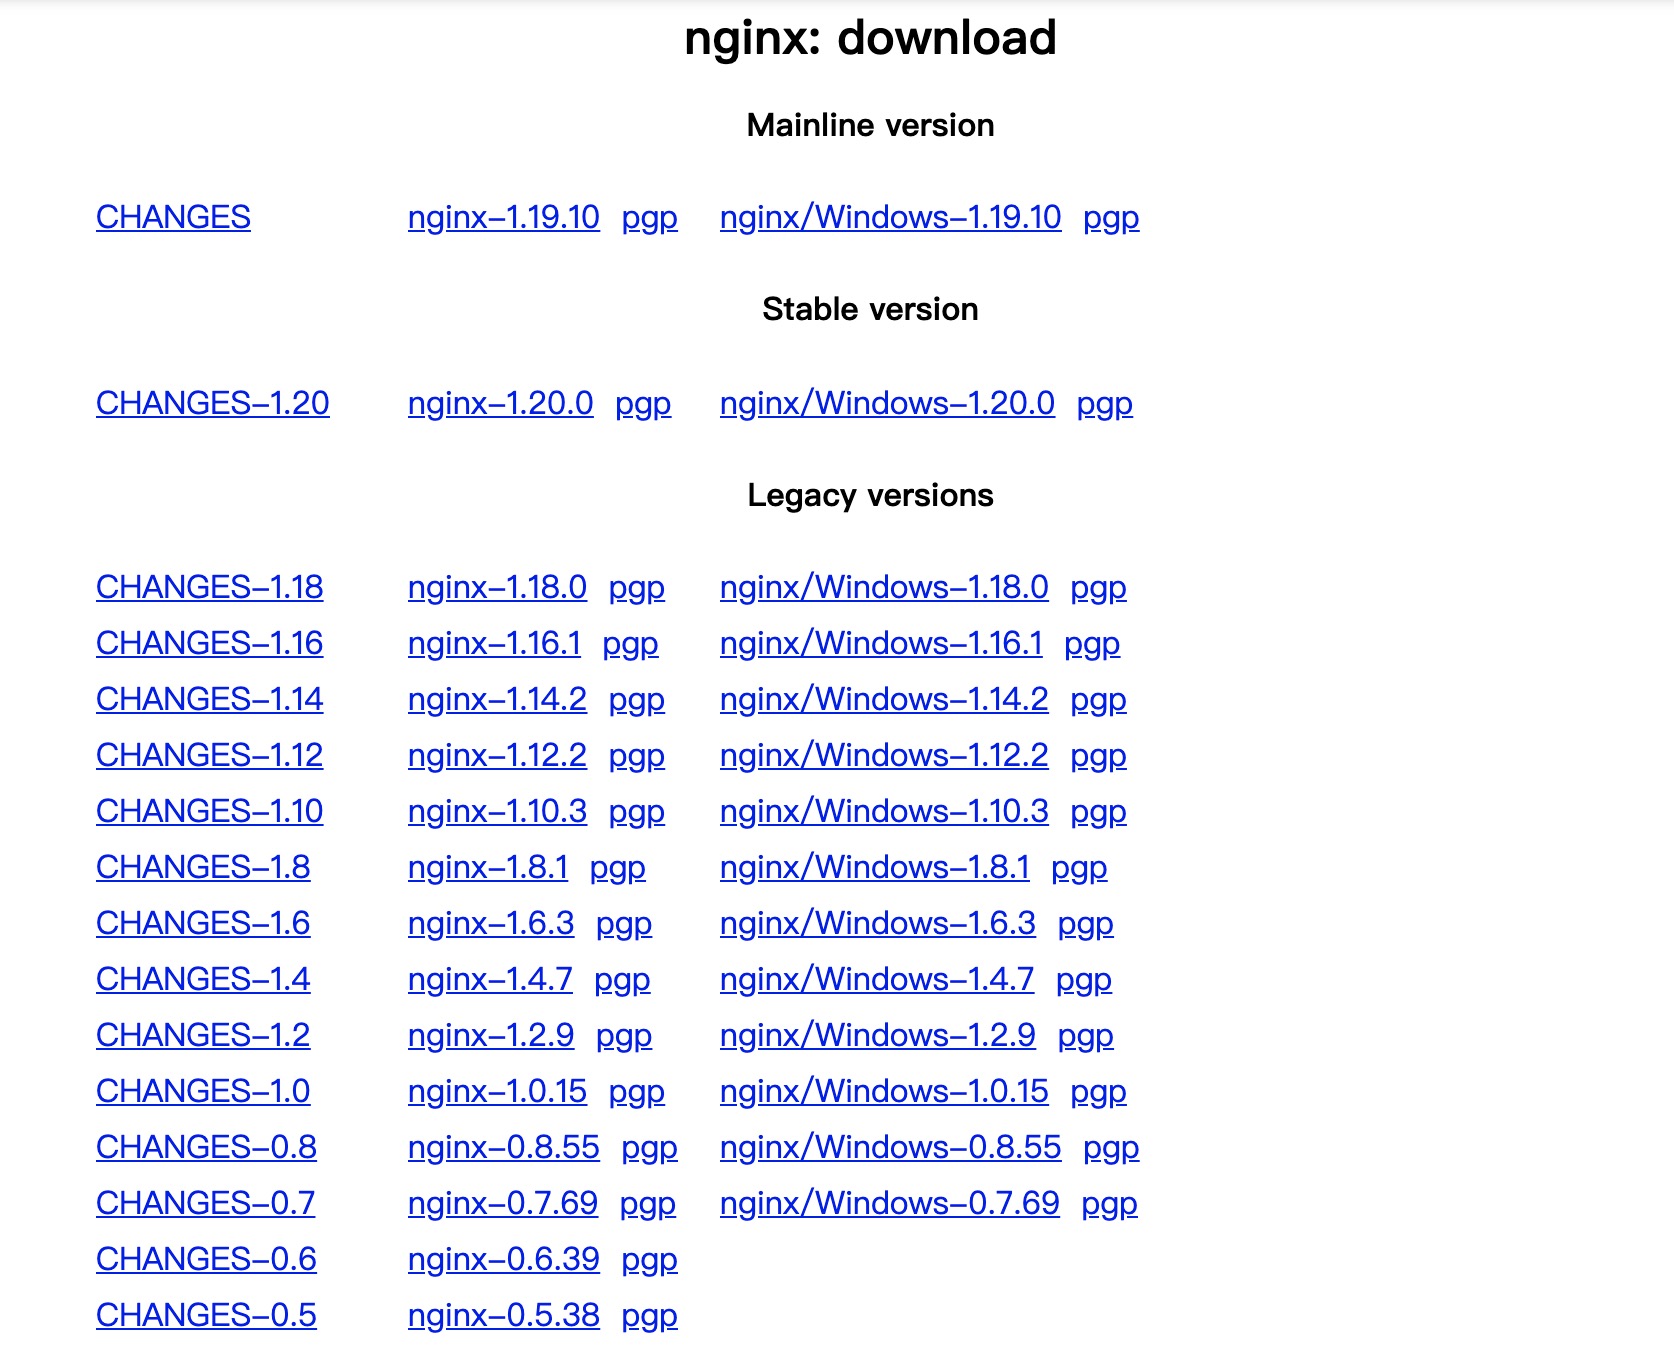 nginx: download
Mainline version
CHANGES nginx-1.19.10 pgp nginx/Windows-1.19.10 pgp
Stable version
CHANGES-1.20 nginx-1.20.0 pgp nginx/Windows-1.20.0 pgp
Legacy versions
CHANGES-1.18 nginx-1.18.0 pgp nginx/Windows-1.18.0 pgp
CHANGES-1.16 nginx-1.16.1 pgp nginx/Windows-1.16.1 pgp
CHANGES-1.14 nginx-1.14.2 pgp nginx/Windows-1.14.2 pgp
CHANGES-1.12 nginx-1.12.2 pgp nginx/Windows-1.12.2 pgp
CHANGES-1.10 nginx-1.10.3 pgp nginx/Windows-1.10.3 pgp
CHANGES-1.8 nginx-1.8.1 pgp nginx/Windows-1.8.1 pgp
CHANGES-1.6 nginx-1.6.3 pgp nginx/Windows-1.6.3 pgp
CHANGES-1.4 nginx-1.4.7 pgp nginx/Windows-1.4.7 pgp
CHANGES-1.2 nginx-1.2.9 pgp nginx/Windows-1.2.9 pgp
CHANGES-1.0 nginx-1.0.15 pgp nginx/Windows-1.0.15 pgp
CHANGES-0.8 nginx-0.8.55 pgp nginx/Windows-0.8.55 pgp
CHANGES-0.7 nginx-0.7.69 pgp nginx/Windows-0.7.69 pgp
CHANGES-0.6 nginx-0.6.39 pgp
CHANGES-0.5 nginx-0.5.38 pgp